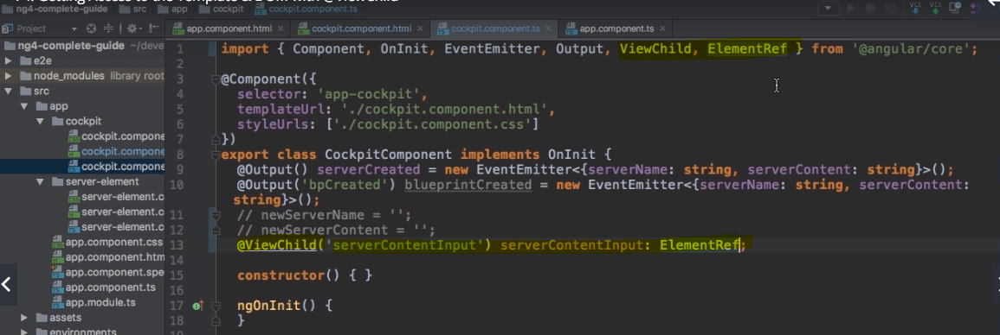 ng4-complete-guide src app cockpit cockpit.component.ts
Project
app.component.html cockpit.component.html cockpit.component.ts app.component.ts
ng4-complete-guide ~/deve
e2e
node_modules library root
src
app
cockpit
cockpit.compone
cockpit.compone
cockpit.compone
server-element
server-element.c
server-element.c
server-element.c
app.component.css
app.component.htm
app.component.spe
app.component.ts
app.module.ts
assets
environments
1 import { Component, OnInit, EventEmitter, Output, ViewChild, ElementRef } from '@angular/core';
2
3 @Component({
4 selector: 'app-cockpit',
5 templateUrl: './cockpit.component.html',
6 styleUrls: ['./cockpit.component.css']
7 })
8 export class CockpitComponent implements OnInit {
9 @Output() serverCreated = new EventEmitter<{serverName: string, serverContent: string}>();
10 @Output('bpCreated') blueprintCreated = new EventEmitter<{serverName: string, serverContent:
string}>();
11 // newServerName = '';
12 // newServerContent = '';
13 @ViewChild('serverContentInput') serverContentInput: ElementRef;
14
15 constructor() { }
16
17 ngOnInit() {
18 }